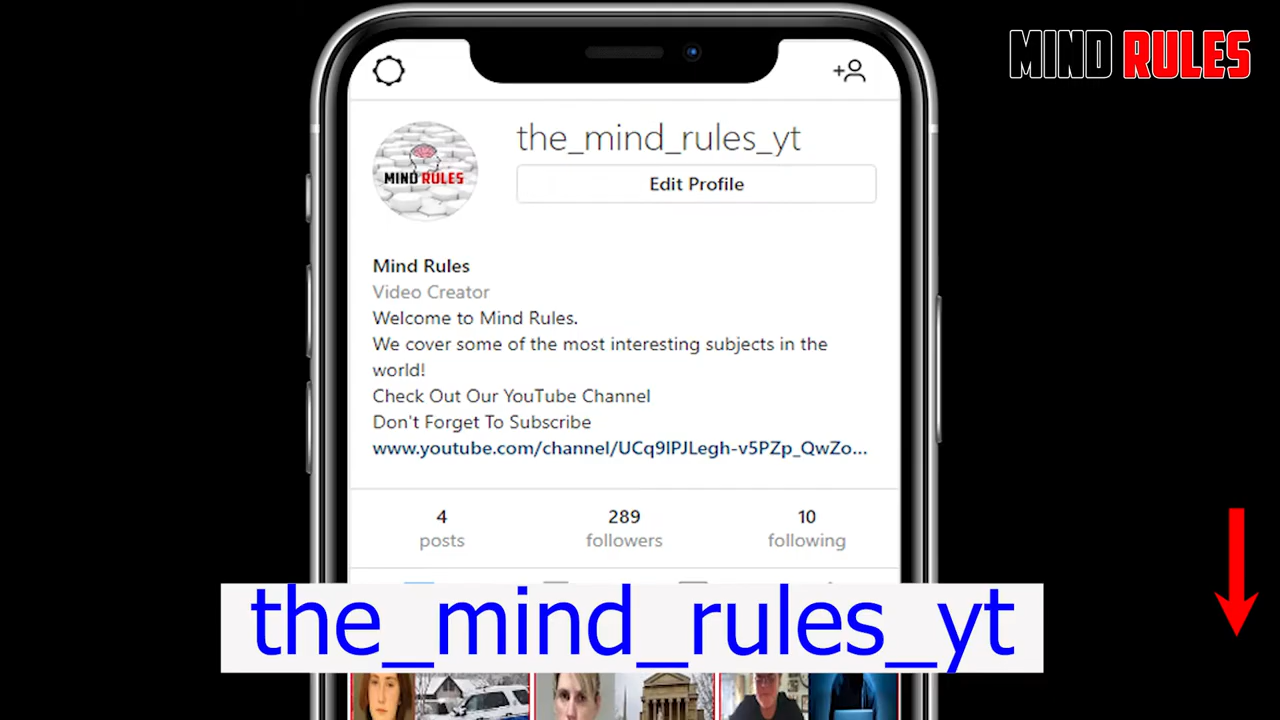 MIND RULES
the_mind_rules_yt
Edit Profile
MIND RULES
Mind Rules
Video Creator
Welcome to Mind Rules.
We cover some of the most interesting subjects in the
world!
Check Out Our YouTube Channel
Don't Forget To Subscribe
www.youtube.com/channel/UCq9IPJLegh-v5PZp_QwZo...
4 289 10
posts followers following
the_mind_rules_yt